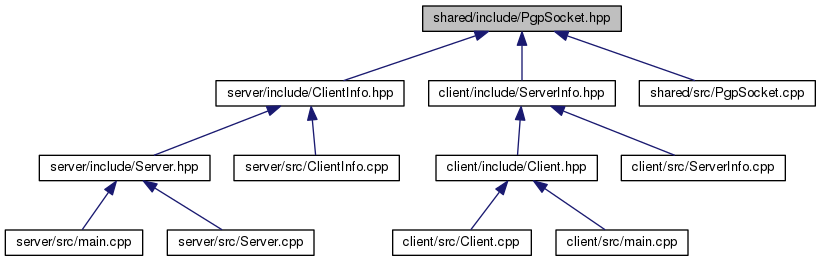 shared/include/PgpSocket.hpp
server/include/ClientInfo.hpp
client/include/ServerInfo.hpp
shared/src/PgpSocket.cpp
server/include/Server.hpp
server/src/ClientInfo.cpp
client/include/Client.hpp
client/src/ServerInfo.cpp
server/src/main.cpp
server/src/Server.cpp
client/src/Client.cpp
client/src/main.cpp